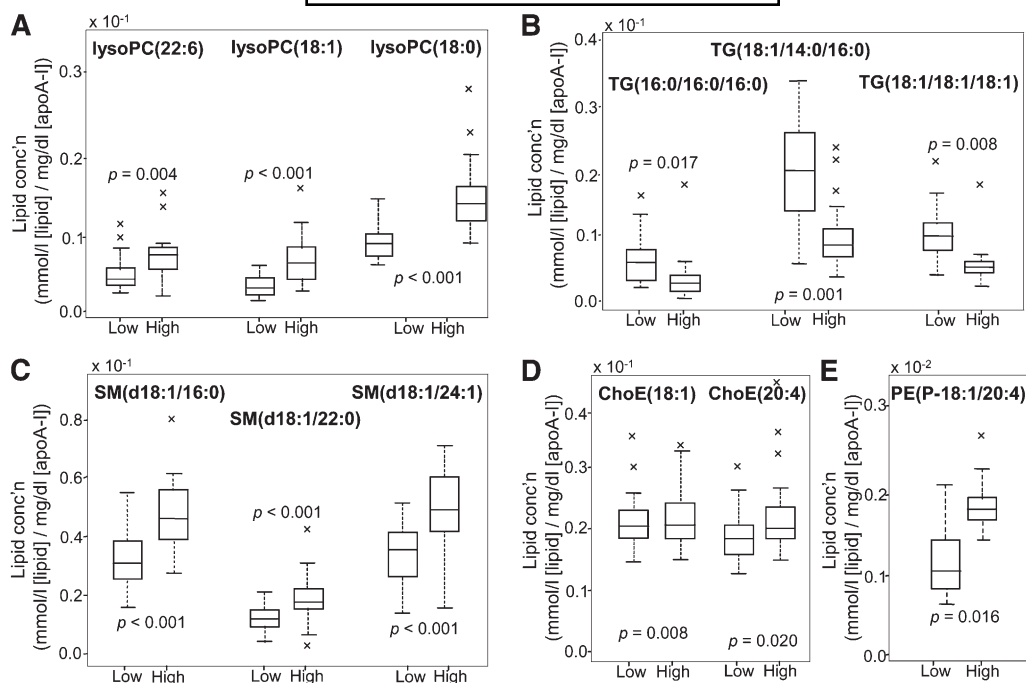 A
x 10-1
lysoPC(22:6) lysoPC(18:1) lysoPC(18:0)
Lipid conc'n
(mmol/l [lipid] / mg/dl [apoA-I])
0.3
0.2
0.1
0.0
p = 0.004
p < 0.001
p < 0.001
Low High Low High Low High
B
x 10-1
TG(18:1/14:0/16:0)
TG(16:0/16:0/16:0) TG(18:1/18:1/18:1)
Lipid conc'n
(mmol/l [lipid] / mg/dl [apoA-I])
0.4
0.3
0.2
0.1
0.0
p = 0.017
p = 0.001
p = 0.008
Low High Low High Low High
C
x 10-1
SM(d18:1/16:0) SM(d18:1/24:1)
SM(d18:1/22:0)
Lipid conc'n
(mmol/l [lipid] / mg/dl [apoA-I])
0.8
0.6
0.4
0.2
0.0
p < 0.001
p < 0.001
p < 0.001
Low High Low High Low High
D
x 10-1
ChoE(18:1) ChoE(20:4)
Lipid conc'n
(mmol/l [lipid] / mg/dl [apoA-I])
0.4
0.3
0.2
0.1
0.0
p = 0.008
p = 0.020
Low High Low High
E
x 10-2
PE(P-18:1/20:4)
Lipid conc'n
(mmol/l [lipid] / mg/dl [apoA-I])
0.3
0.2
0.1
0.0
p = 0.016
Low High